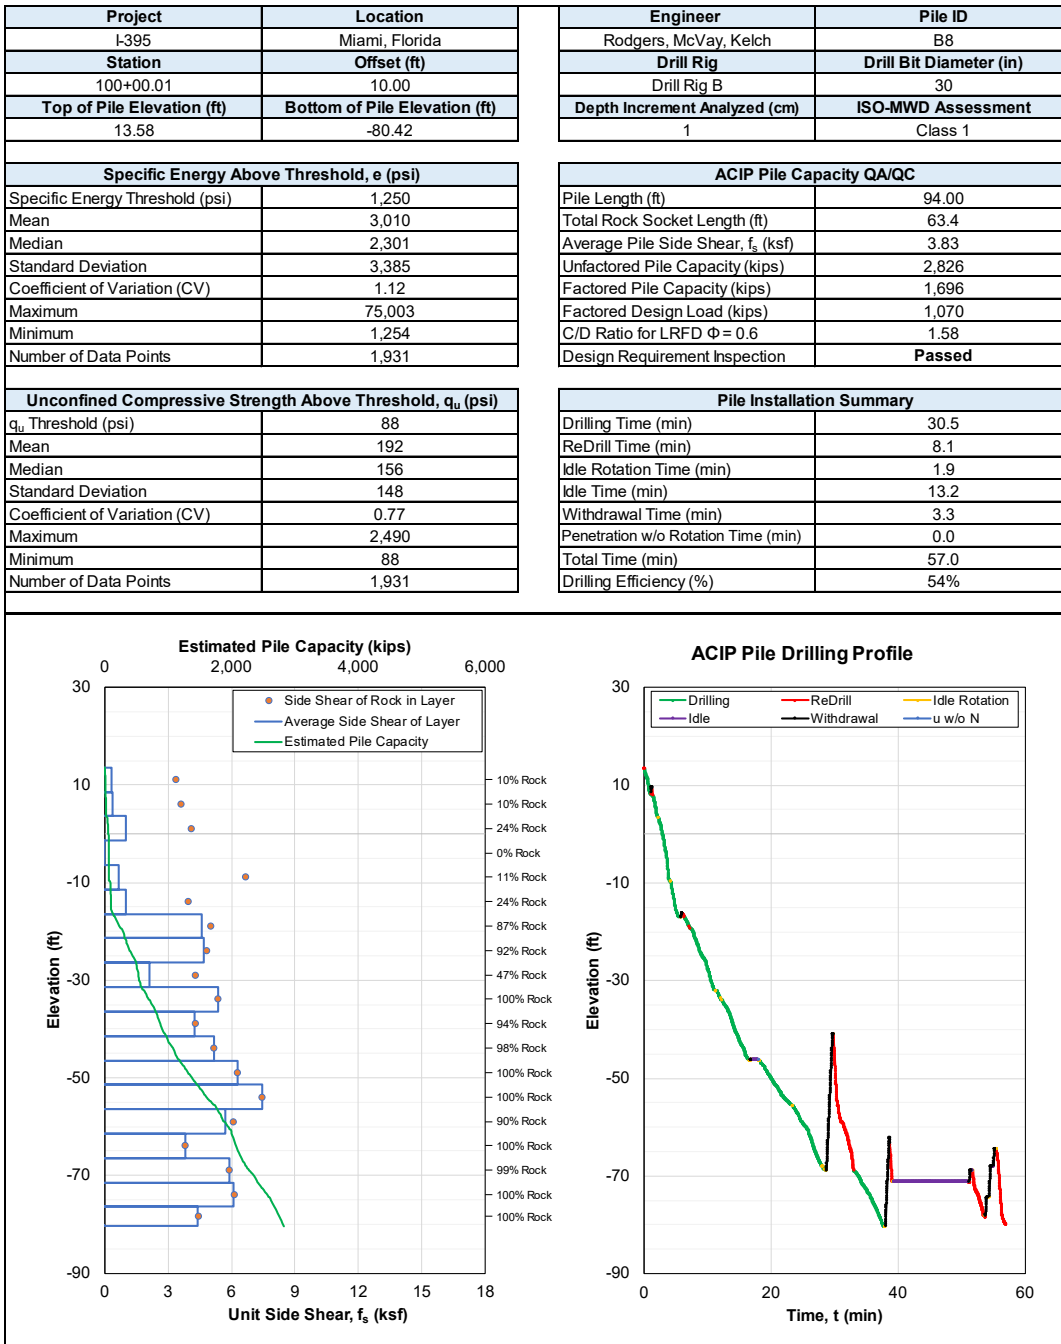 Project Location
I-395 Miami, Florida
Station Offset (ft)
100+00.01 10.00
Top of Pile Elevation (ft) Bottom of Pile Elevation (ft)
13.58 -80.42
Engineer Pile ID
Rodgers, McVay, Kelch B8
Drill Rig Drill Bit Diameter (in)
Drill Rig B 30
Depth Increment Analyzed (cm) ISO-MWD Assessment
1 Class 1
Specific Energy Above Threshold, e (psi)
Specific Energy Threshold (psi) 1,250
Mean 3,010
Median 2,301
Standard Deviation 3,385
Coefficient of Variation (CV) 1.12
Maximum 75,003
Minimum 1,254
Number of Data Points 1,931
ACIP Pile Capacity QA/QC
Pile Length (ft) 94.00
Total Rock Socket Length (ft) 63.4
Average Pile Side Shear, fs (ksf) 3.83
Unfactored Pile Capacity (kips) 2,826
Factored Pile Capacity (kips) 1,696
Factored Design Load (kips) 1,070
C/D Ratio for LRFD Φ = 0.6 1.58
Design Requirement Inspection Passed
Unconfined Compressive Strength Above Threshold, qu (psi)
qu Threshold (psi) 88
Mean 192
Median 156
Standard Deviation 148
Coefficient of Variation (CV) 0.77
Maximum 2,490
Minimum 88
Number of Data Points 1,931
Pile Installation Summary
Drilling Time (min) 30.5
ReDrill Time (min) 8.1
Idle Rotation Time (min) 1.9
Idle Time (min) 13.2
Withdrawal Time (min) 3.3
Penetration w/o Rotation Time (min) 0.0
Total Time (min) 57.0
Drilling Efficiency (%) 54%
Estimated Pile Capacity (kips)
0 2,000 4,000 6,000
Side Shear of Rock in Layer
Average Side Shear of Layer
Estimated Pile Capacity
30
10
-10
-30
-50
-70
-90
Elevation (ft)
10% Rock
10% Rock
24% Rock
0% Rock
11% Rock
24% Rock
87% Rock
92% Rock
47% Rock
100% Rock
94% Rock
98% Rock
100% Rock
100% Rock
90% Rock
100% Rock
99% Rock
100% Rock
100% Rock
0 3 6 9 12 15 18
Unit Side Shear, fs (ksf)
ACIP Pile Drilling Profile
Drilling ReDrill Idle Rotation
Idle Withdrawal u w/o N
30
10
-10
-30
-50
-70
-90
Elevation (ft)
0 20 40 60
Time, t (min)